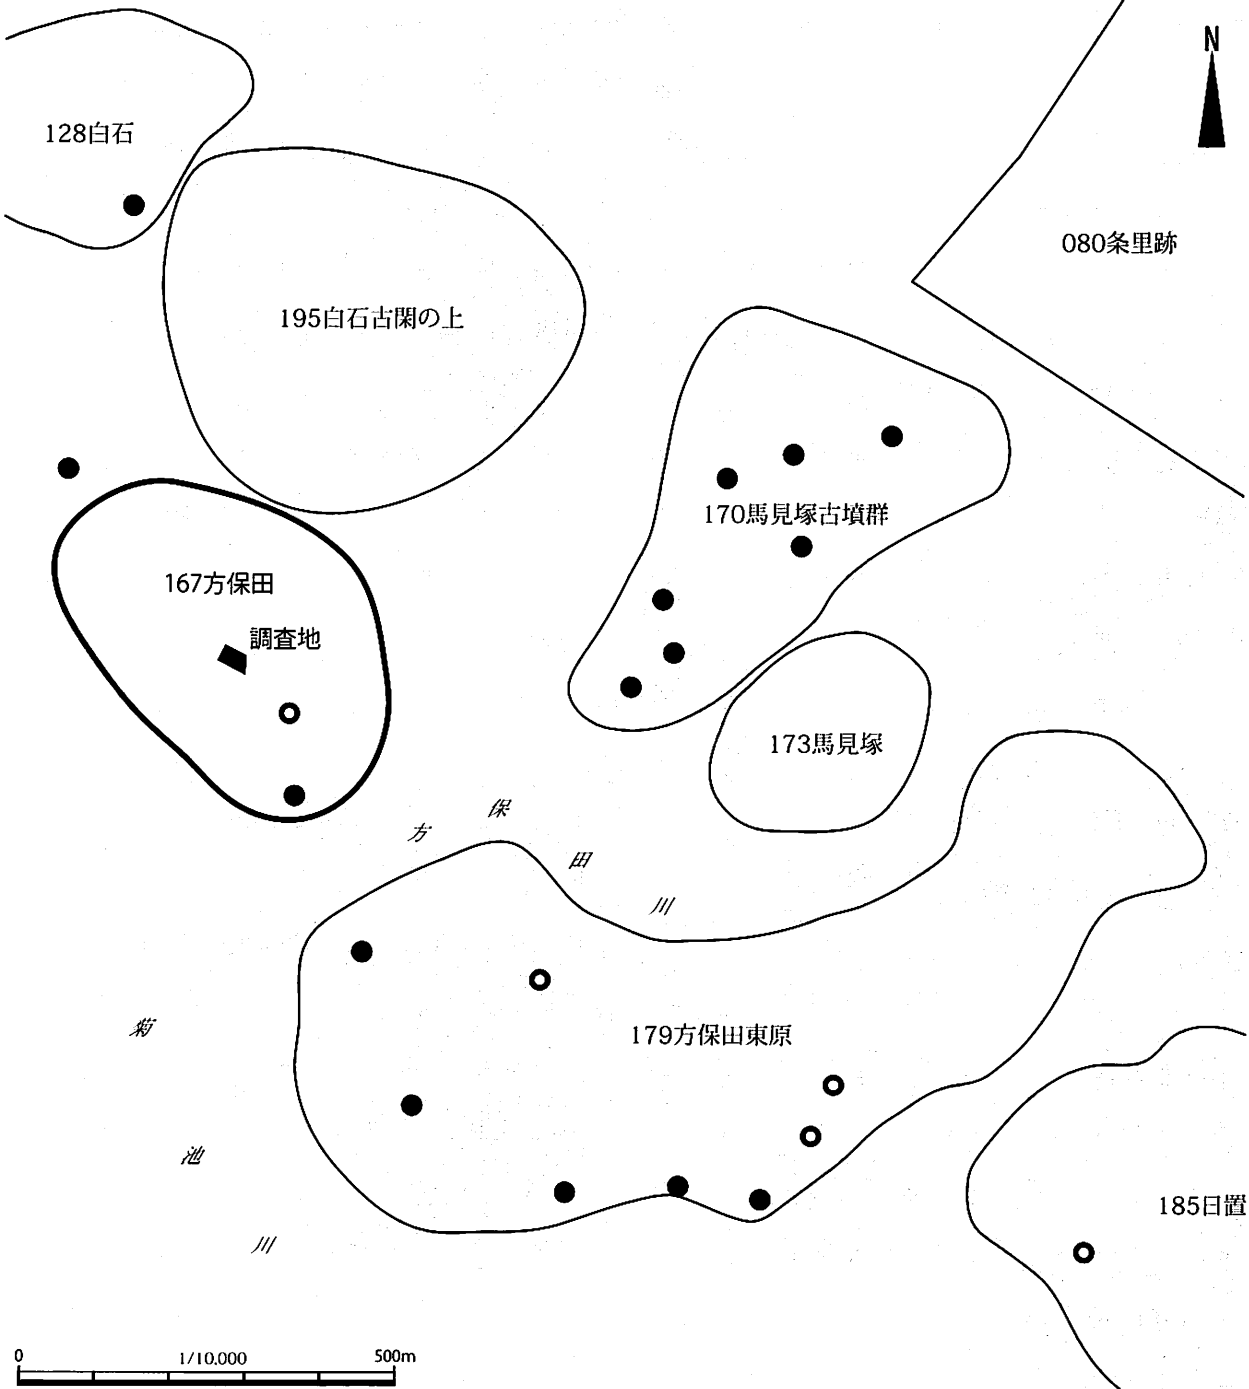 N
128白石
080条里跡
195白石古閑の上
170馬見塚古墳群
167方保田
調査地
173馬見塚
方保田川
179方保田東原
菊池川
185日置
0 1/10,000 500m